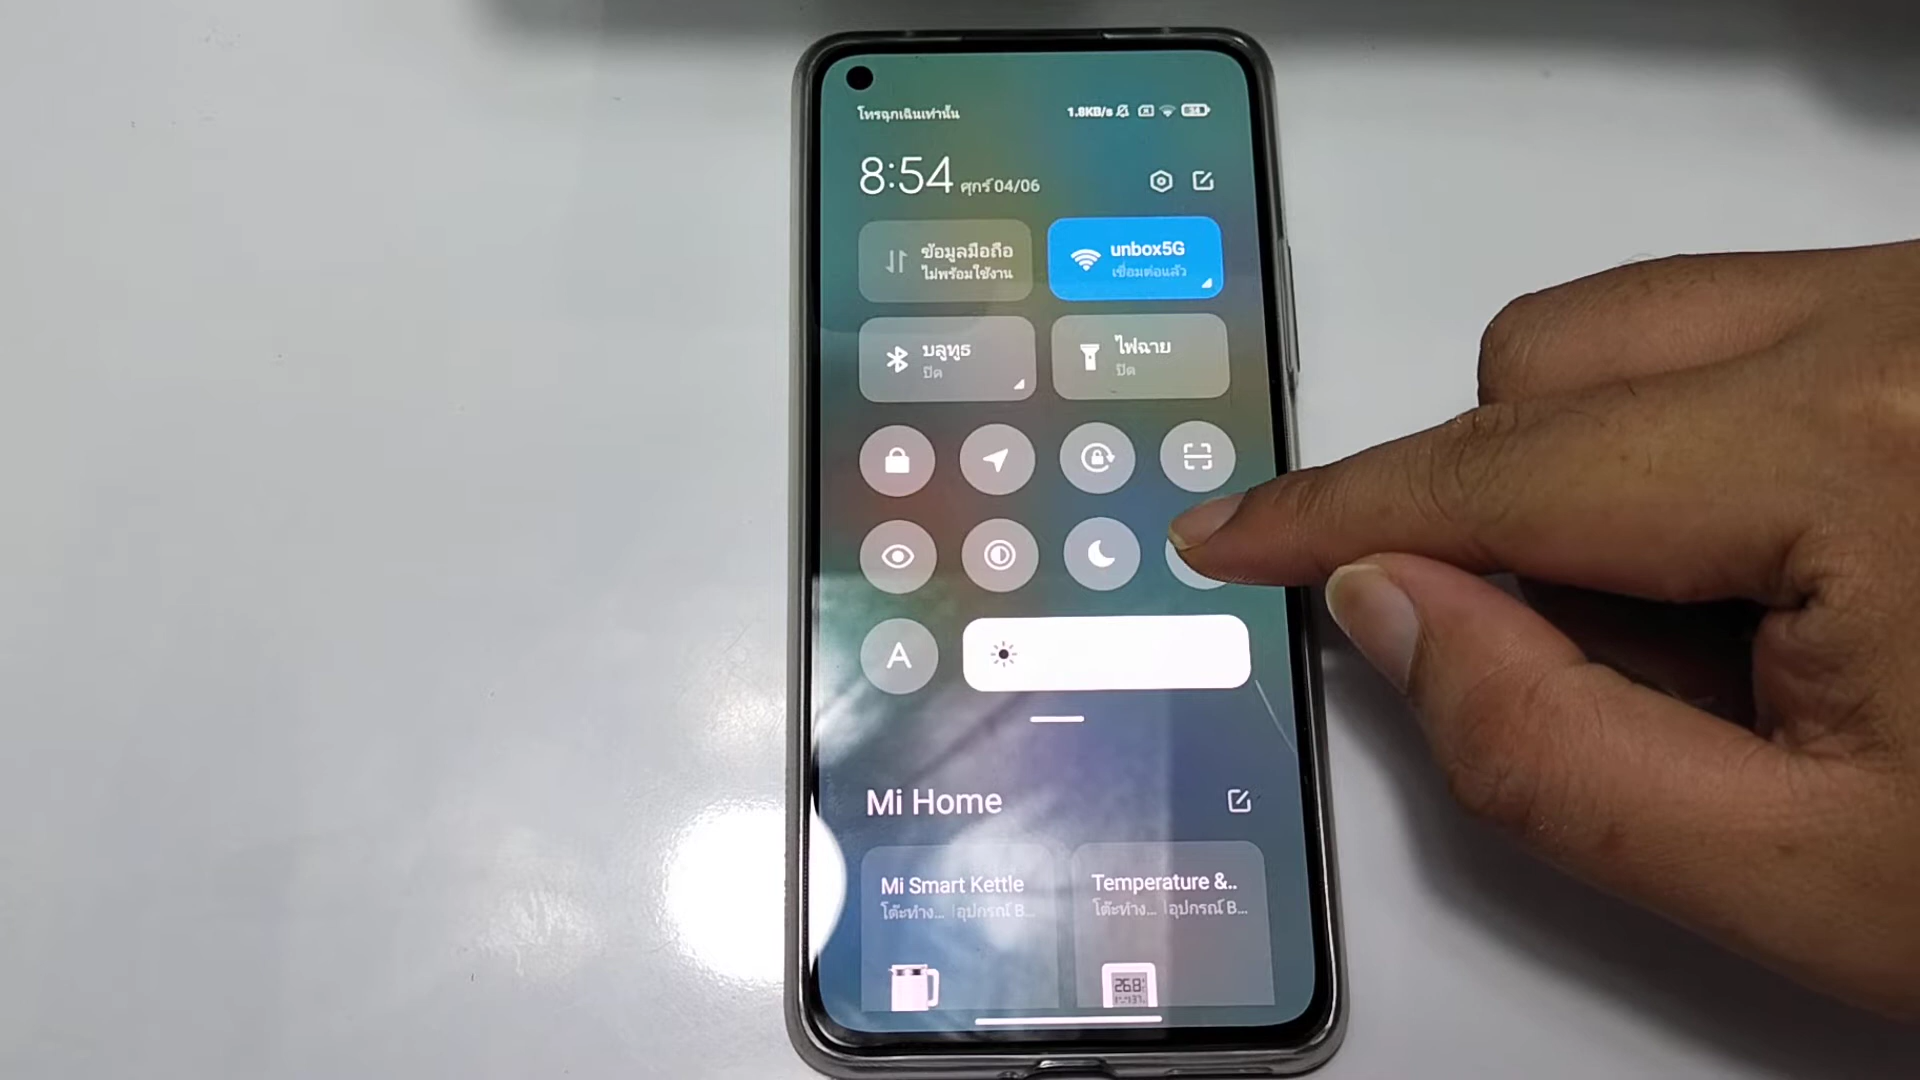 โทรฉุกเฉินเท่านั้น
1.8KB/s 34
8:54 ศุกร์ 04/06
ข้อมูลมือถือ
ไม่พร้อมใช้งาน
unbox5G
เชื่อมต่อแล้ว
บลูทูธ
ปิด
ไฟฉาย
ปิด
A
Mi Home
Mi Smart Kettle
โต๊ะทำง... |อุปกรณ์ B...
Temperature &..
โต๊ะทำง... |อุปกรณ์ B...
26.8